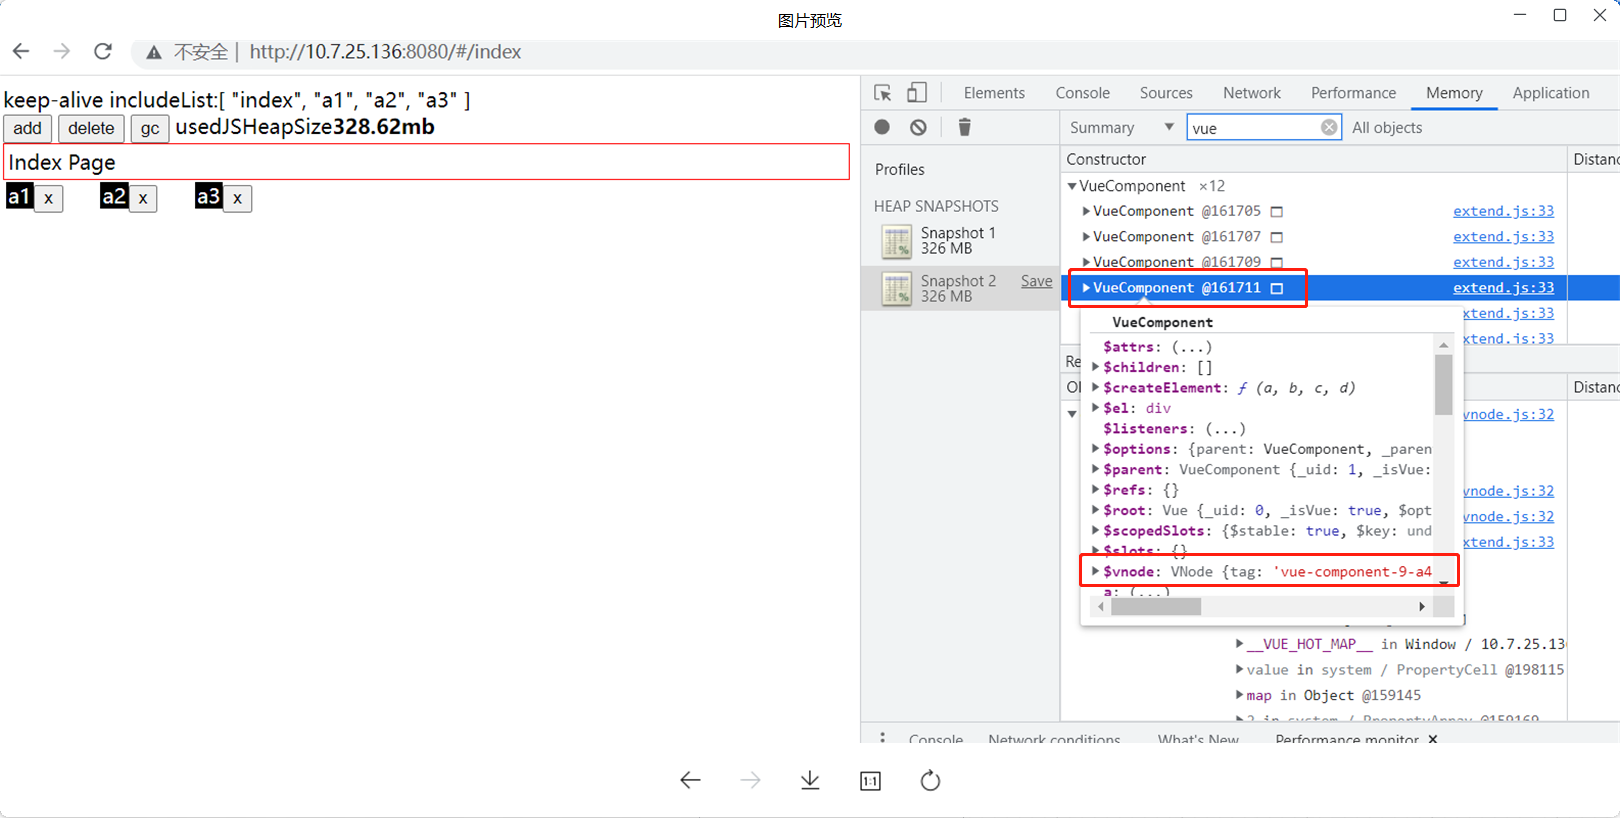 图片预览
不安全 | http://10.7.25.136:8080/#/index
keep-alive includeList:[ "index", "a1", "a2", "a3" ]
add delete gc usedJSHeapSize328.62mb
Index Page
a1 x a2 x a3 x
Elements Console Sources Network Performance Memory Application
Summary vue All objects
Profiles
HEAP SNAPSHOTS
Snapshot 1
326 MB
Snapshot 2 Save
326 MB
Constructor Distanc
VueComponent ×12
VueComponent @161705 extend.js:33
VueComponent @161707 extend.js:33
VueComponent @161709 extend.js:33
VueComponent @161711 extend.js:33
xtend.js:33
xtend.js:33
Re
Distanc
vnode.js:32
vnode.js:32
vnode.js:32
xtend.js:33
VueComponent
$attrs: (...)
$children: []
$createElement: ƒ (a, b, c, d)
$el: div
$listeners: (...)
$options: {parent: VueComponent, _paren
$parent: VueComponent {_uid: 1, _isVue:
$refs: {}
$root: Vue {_uid: 0, _isVue: true, $opt
$scopedSlots: {$stable: true, $key: und
$slots: {}
$vnode: VNode {tag: 'vue-component-9-a4
a: (...)
__VUE_HOT_MAP__ in Window / 10.7.25.13
value in system / PropertyCell @198115
map in Object @159145
2 in system / PropertyArray @159169
Console Network conditions What's New Performance monitor
1:1